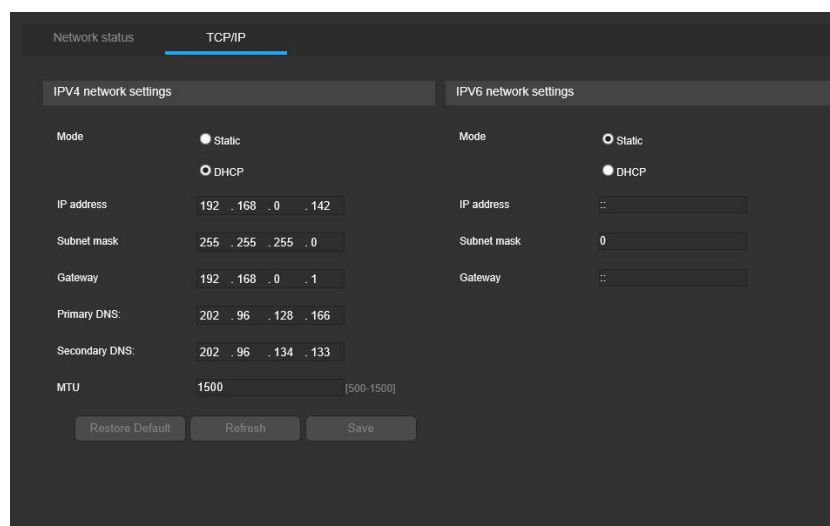 Network status TCP/IP
IPV4 network settings
Mode
Static
DHCP
IP address 192 . 168 . 0 . 142
Subnet mask 255 . 255 . 255 . 0
Gateway 192 . 168 . 0 . 1
Primary DNS: 202 . 96 . 128 . 166
Secondary DNS: 202 . 96 . 134 . 133
MTU 1500 [500-1500]
Restore Default Refresh Save
IPV6 network settings
Mode
Static
DHCP
IP address ::
Subnet mask 0
Gateway ::